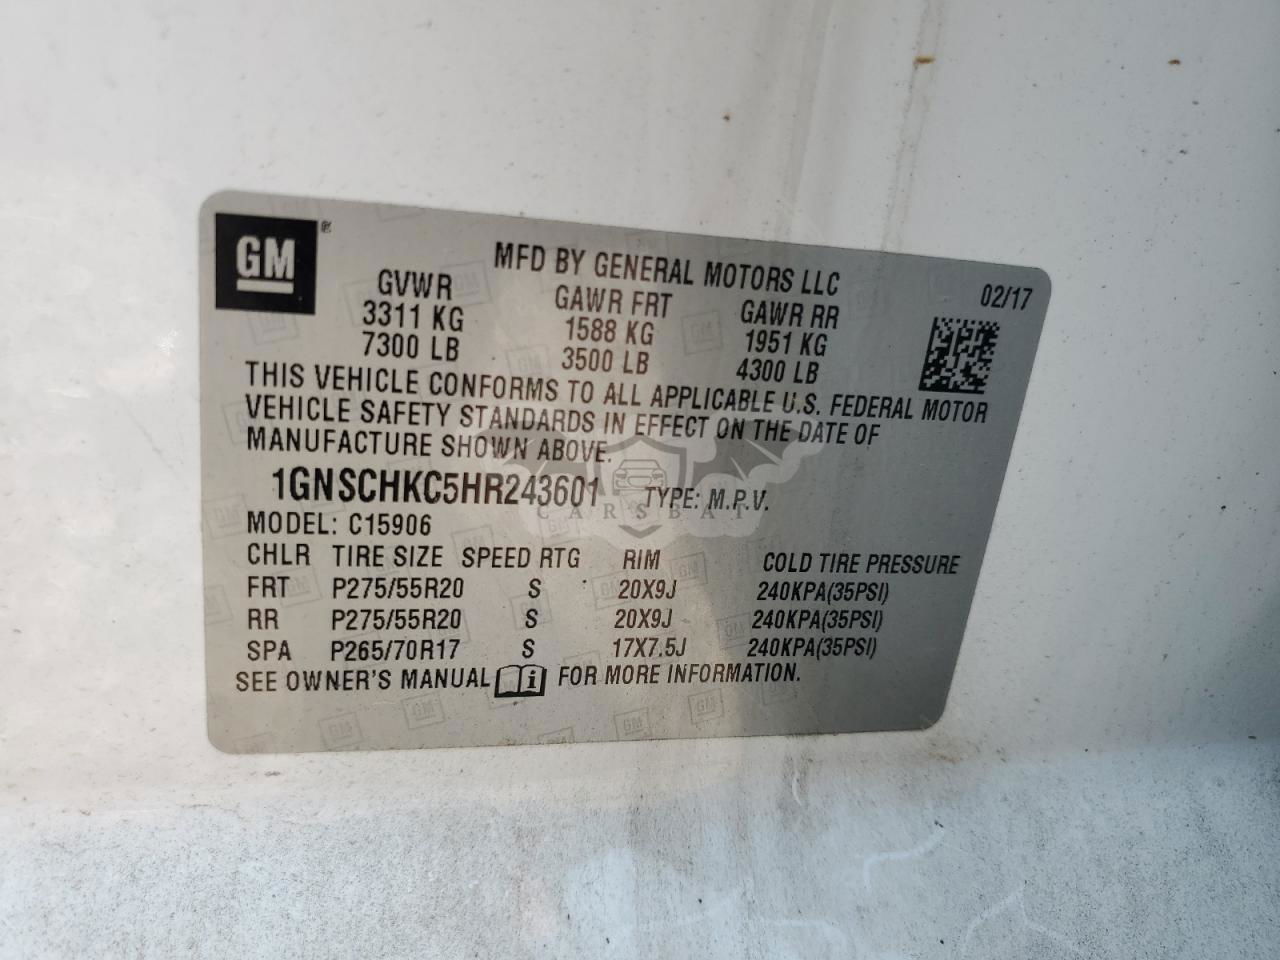 GM ®
MFD BY GENERAL MOTORS LLC
02/17
GVWR GAWR FRT GAWR RR
3311 KG 1588 KG 1951 KG
7300 LB 3500 LB 4300 LB
THIS VEHICLE CONFORMS TO ALL APPLICABLE U.S. FEDERAL MOTOR
VEHICLE SAFETY STANDARDS IN EFFECT ON THE DATE OF
MANUFACTURE SHOWN ABOVE.
1GNSCHKC5HR243601 TYPE: M.P.V.
CARSBAT
MODEL: C15906
CHLR TIRE SIZE SPEED RTG RIM COLD TIRE PRESSURE
FRT P275/55R20 S 20X9J 240KPA(35PSI)
RR P275/55R20 S 20X9J 240KPA(35PSI)
SPA P265/70R17 S 17X7.5J 240KPA(35PSI)
SEE OWNER'S MANUAL i FOR MORE INFORMATION.